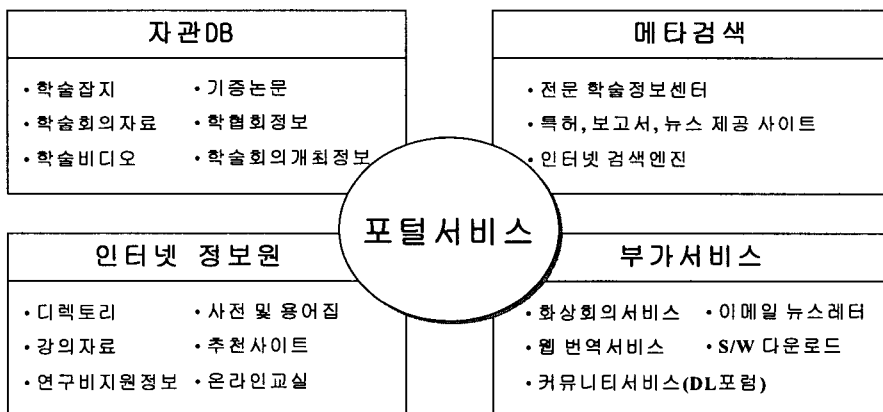 자관DB
• 학술잡지 • 기증논문
• 학술회의자료 • 학협회정보
• 학술비디오 • 학술회의개최정보
메타검색
• 전문 학술정보센터
• 특허, 보고서, 뉴스 제공 사이트
• 인터넷 검색엔진
포털서비스
인터넷 정보원
• 디렉토리 • 사전 및 용어집
• 강의자료 • 추천사이트
• 연구비지원정보 • 온라인교실
부가서비스
• 화상회의서비스 • 이메일 뉴스레터
• 웹 번역서비스 • S/W 다운로드
• 커뮤니티서비스(DL포럼)